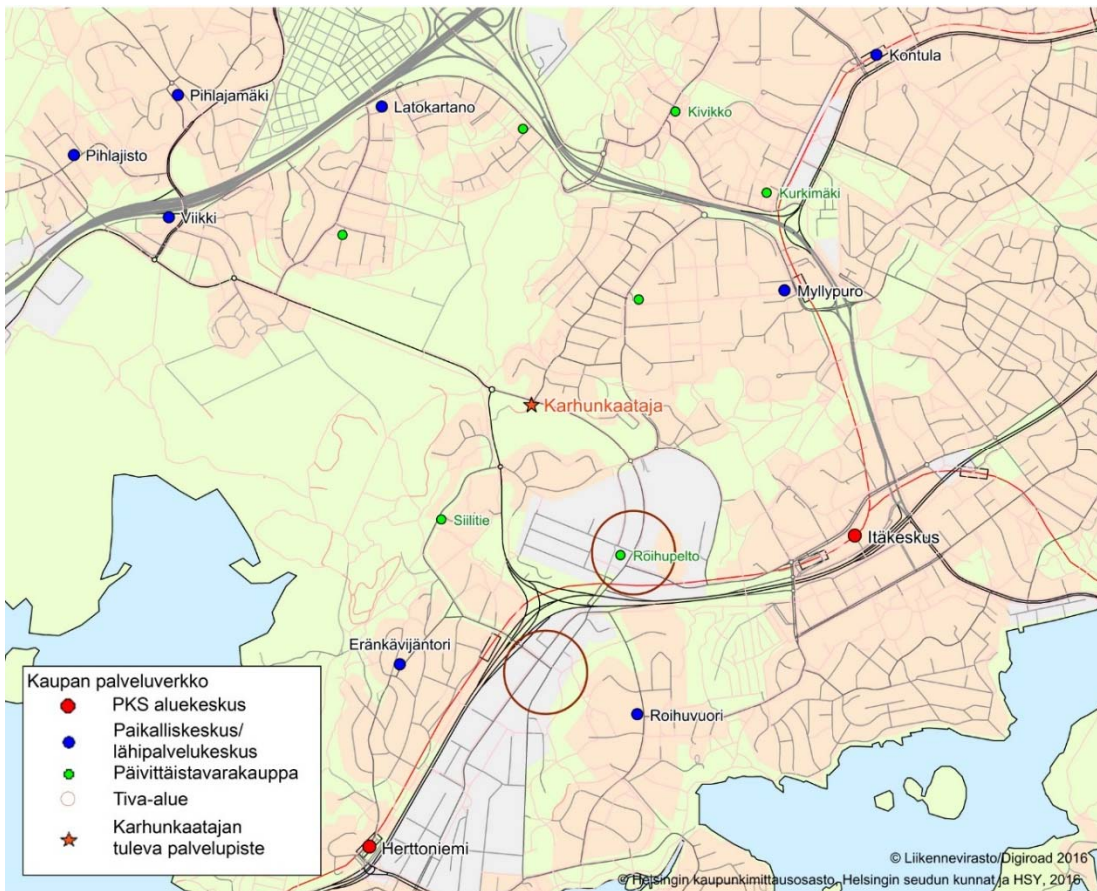 Kontula
Pihlajamäki
Latokartano
Kivikko
Pihlajisto
Kurkimäki
Viikki
Myllypuro
Karhunkaataja
Siilitie
Itäkeskus
Roihupelto
Eränkävijäntori
Roihuvuori
Herttoniemi
Kaupan palveluverkko
PKS aluekeskus
Paikalliskeskus/
lähipalvelukeskus
Päivittäistavarakauppa
Tiva-alue
Karhunkaatajan
tuleva palvelupiste
© Liikennevirasto/Digiroad 2016
© Helsingin kaupunkimittausosasto, Helsingin seudun kunnat ja HSY, 2016